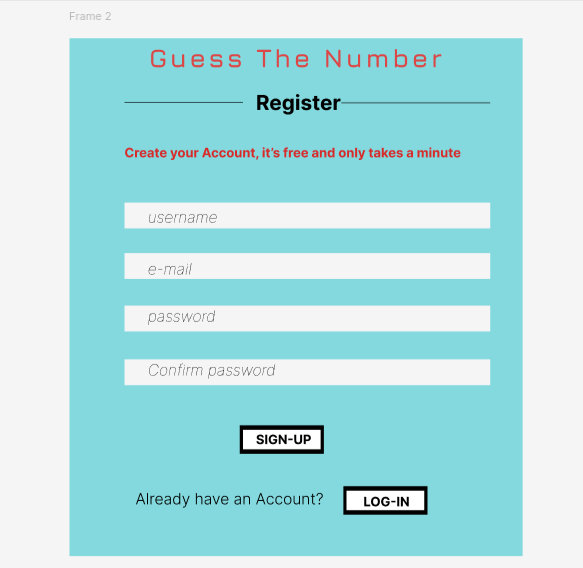 Frame 2
Guess The Number
Register
Create your Account, it’s free and only takes a minute
username
e-mail
password
Confirm password
SIGN-UP
Already have an Account? LOG-IN